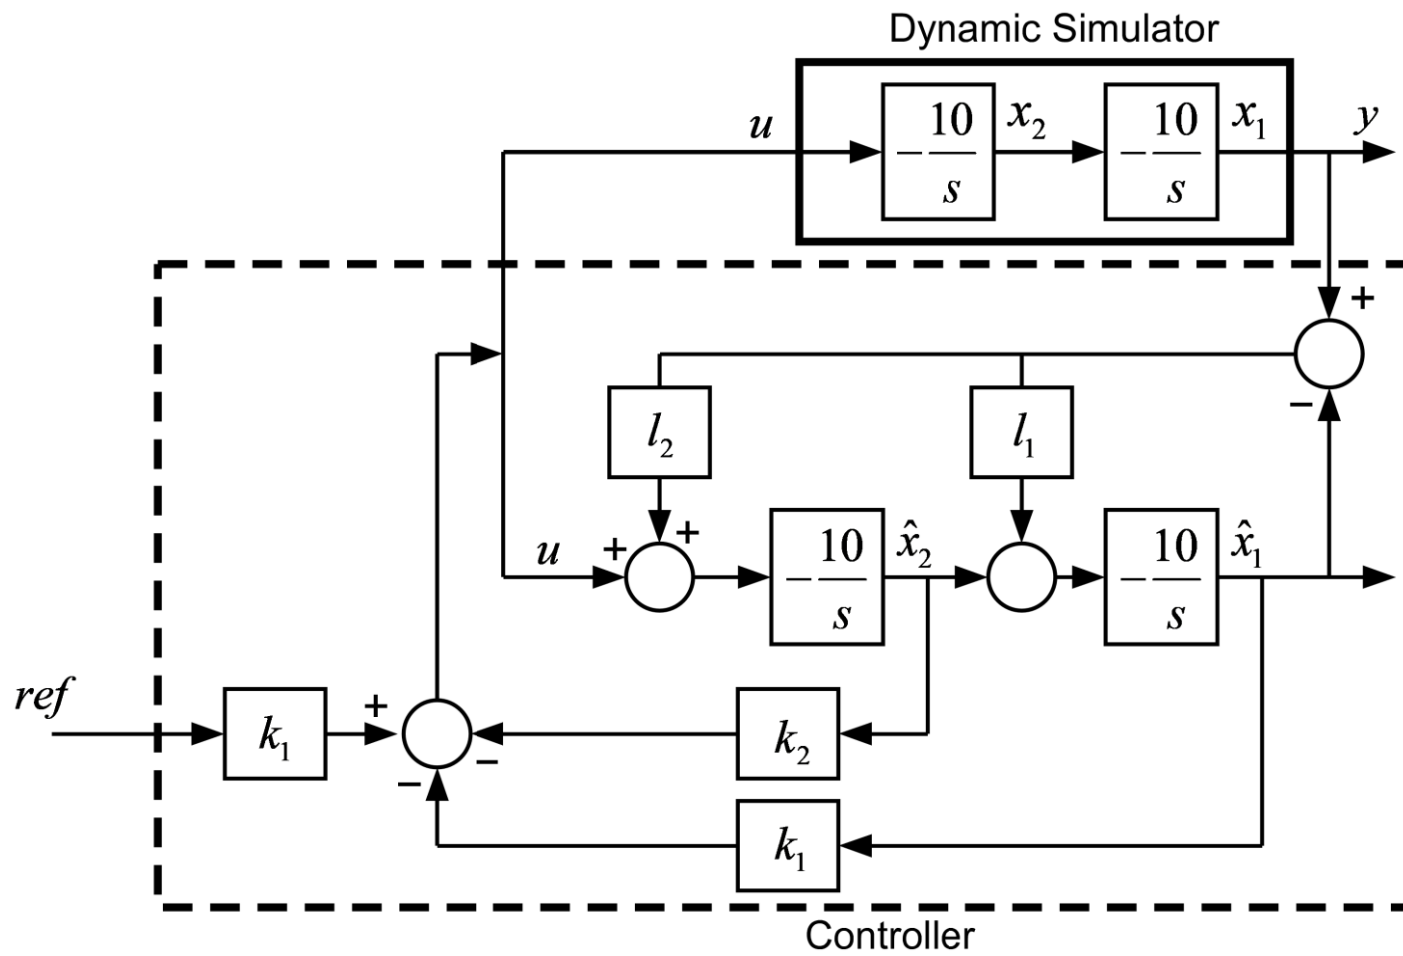 Dynamic Simulator
u
-10/s
x₂
-10/s
x₁
y
+
-
l₂
l₁
u
+
+
-10/s
x̂₂
-10/s
x̂₁
ref
k₁
+
-
-
k₂
k₁
Controller